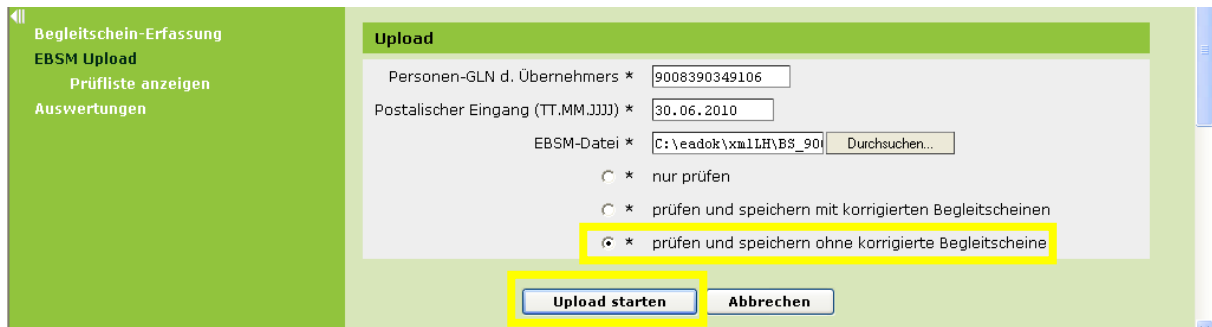 Begleitschein-Erfassung
EBSM Upload
Prüfliste anzeigen
Auswertungen
Upload
Personen-GLN d. Übernehmers * 9008390349106
Postalischer Eingang (TT.MM.JJJJ) * 30.06.2010
EBSM-Datei * C:\eadok\xmlLH\BS_900 Durchsuchen...
* nur prüfen
* prüfen und speichern mit korrigierten Begleitscheinen
* prüfen und speichern ohne korrigierte Begleitscheine
Upload starten Abbrechen